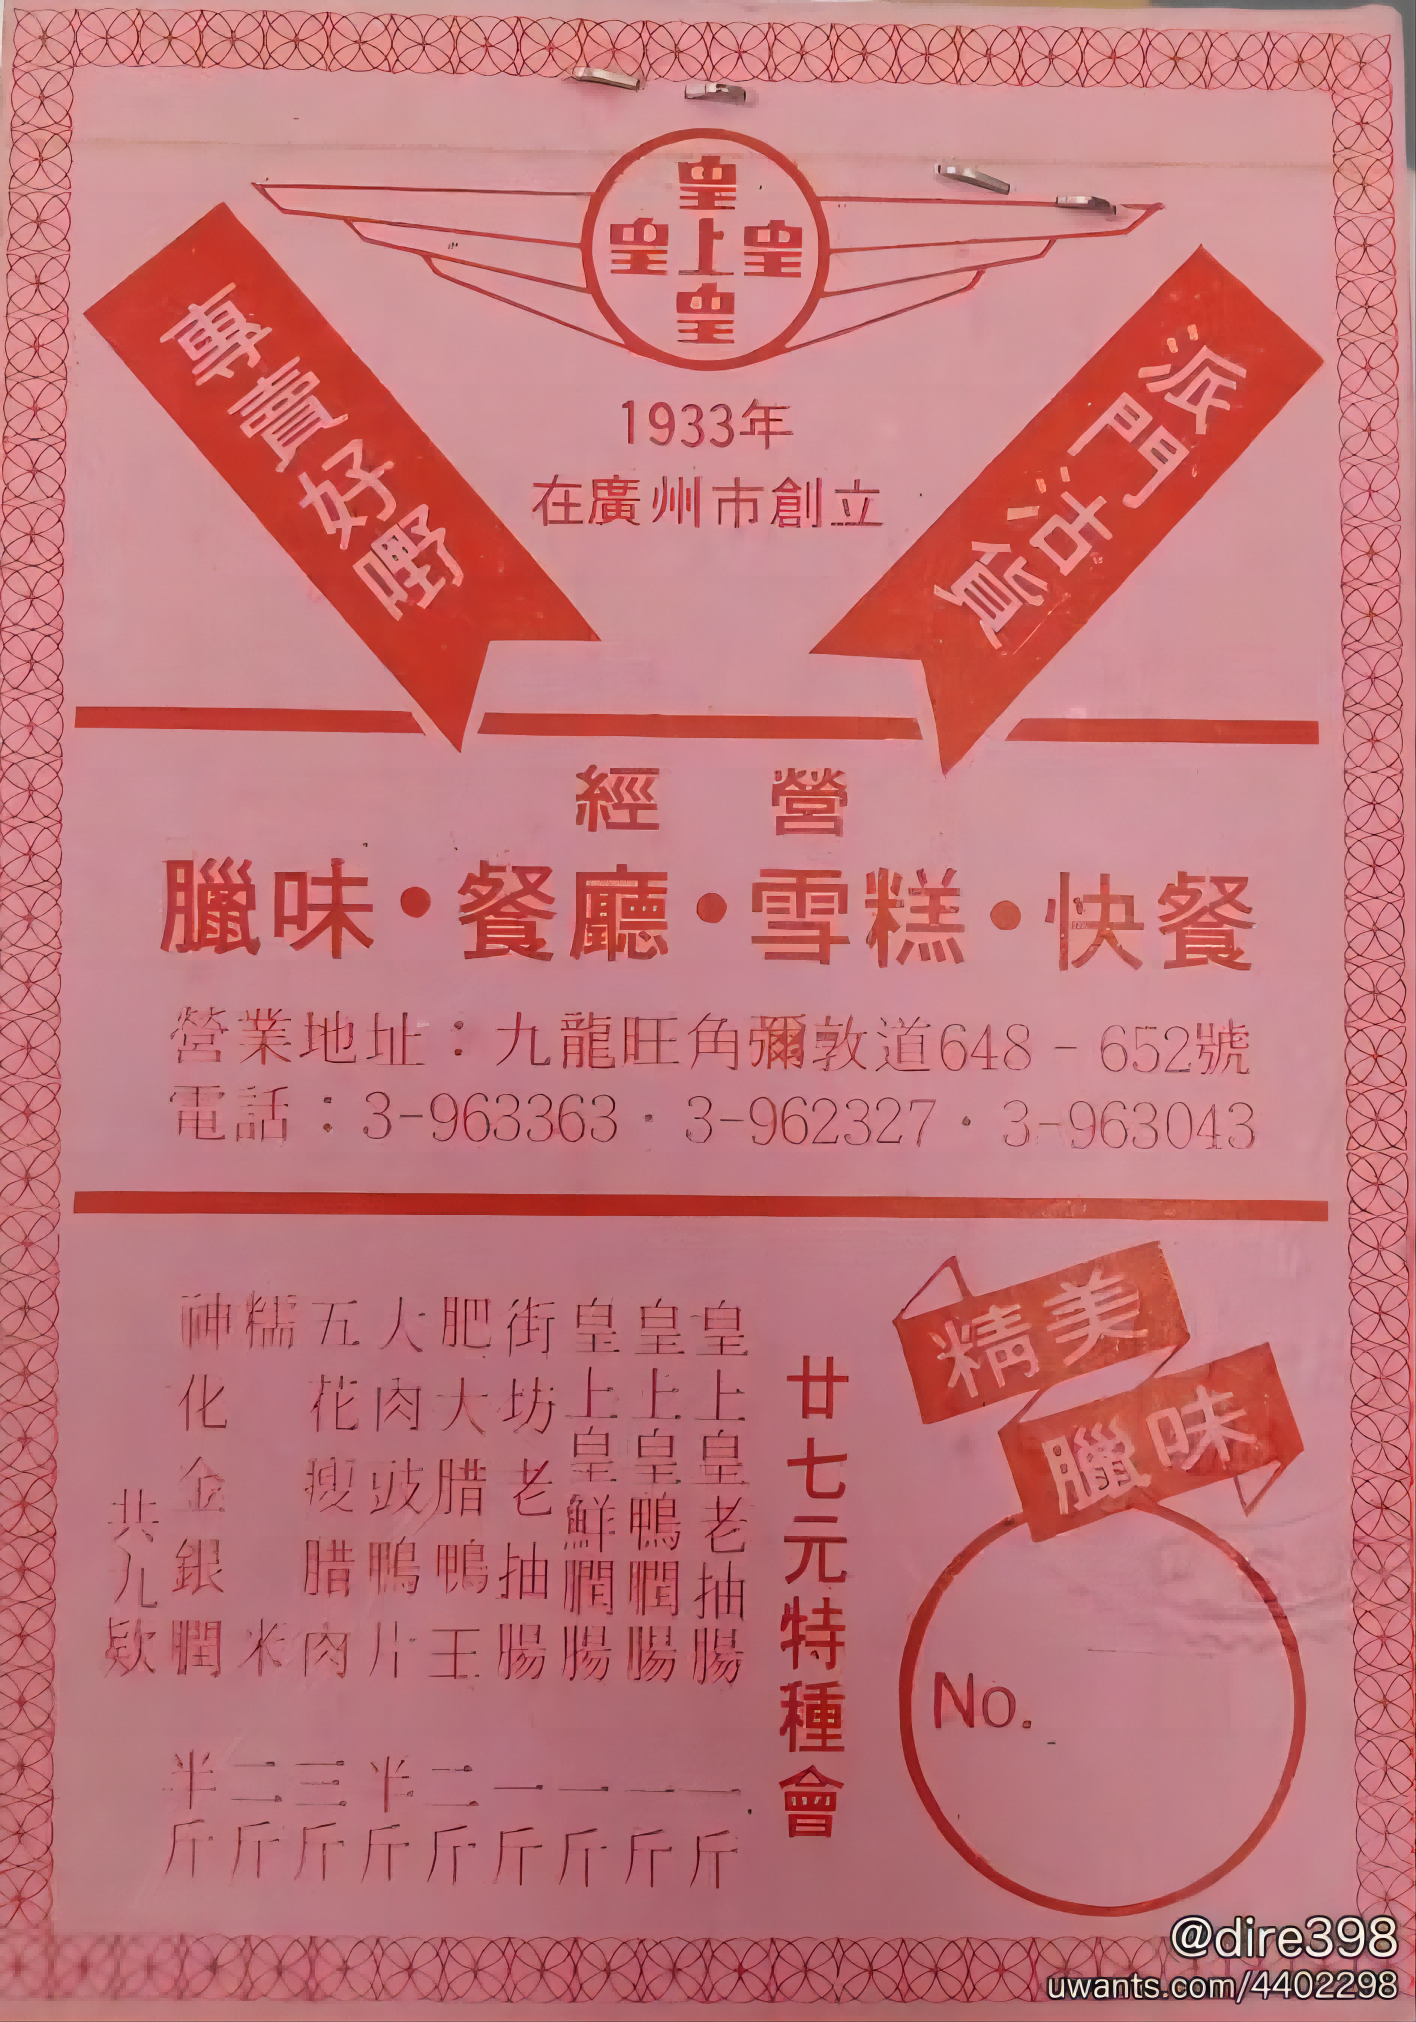 皇
皇上皇
皇
專賣好嘢
派門沽貨
1933年
在廣州市創立
經營
臘味・餐廳・雪糕・快餐
營業地址：九龍旺角彌敦道648－652號
電話：3-963363・3-962327・3-963043
精美
臘味
No.
廿七元特種會
皇上皇老抽腸 一斤
皇上皇鴨膶腸 一斤
皇上皇鮮膶腸 一斤
街坊老抽腸 一斤
肥大腊鴨王 二斤
大肉豉鴨片 半斤
五花瘦腊肉 三斤
糯米 二斤
神化金銀膶 半斤
共九款
@dire398
uwants.com/4402298